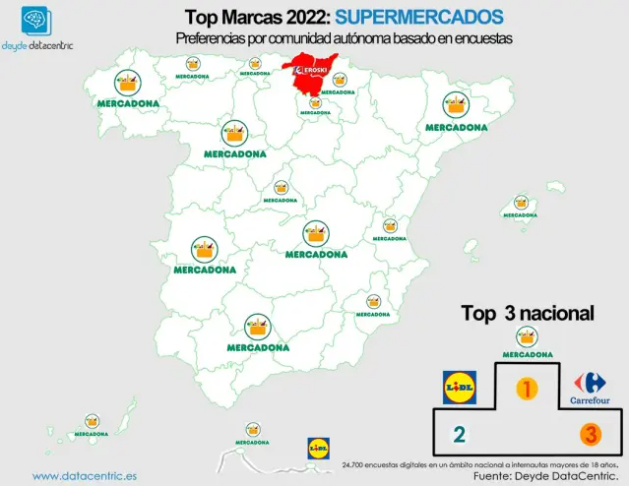 Top Marcas 2022: SUPERMERCADOS
deyde datacentric
Preferencias por comunidad autónoma basado en encuestas
MERCADONA
MERCADONA
EROSKI
MERCADONA
MERCADONA
MERCADONA
MERCADONA
MERCADONA
MERCADONA
MERCADONA
MERCADONA
MERCADONA
MERCADONA
MERCADONA
MERCADONA
Top 3 nacional
MERCADONA
MERCADONA
LIDL
1
Carrefour
MERCADONA
2
3
MERCADONA
LIDL
24.700 encuestas digitales en un ámbito nacional a internautas mayores de 18 años.
www.datacentric.es
Fuente: Deyde DataCentric.